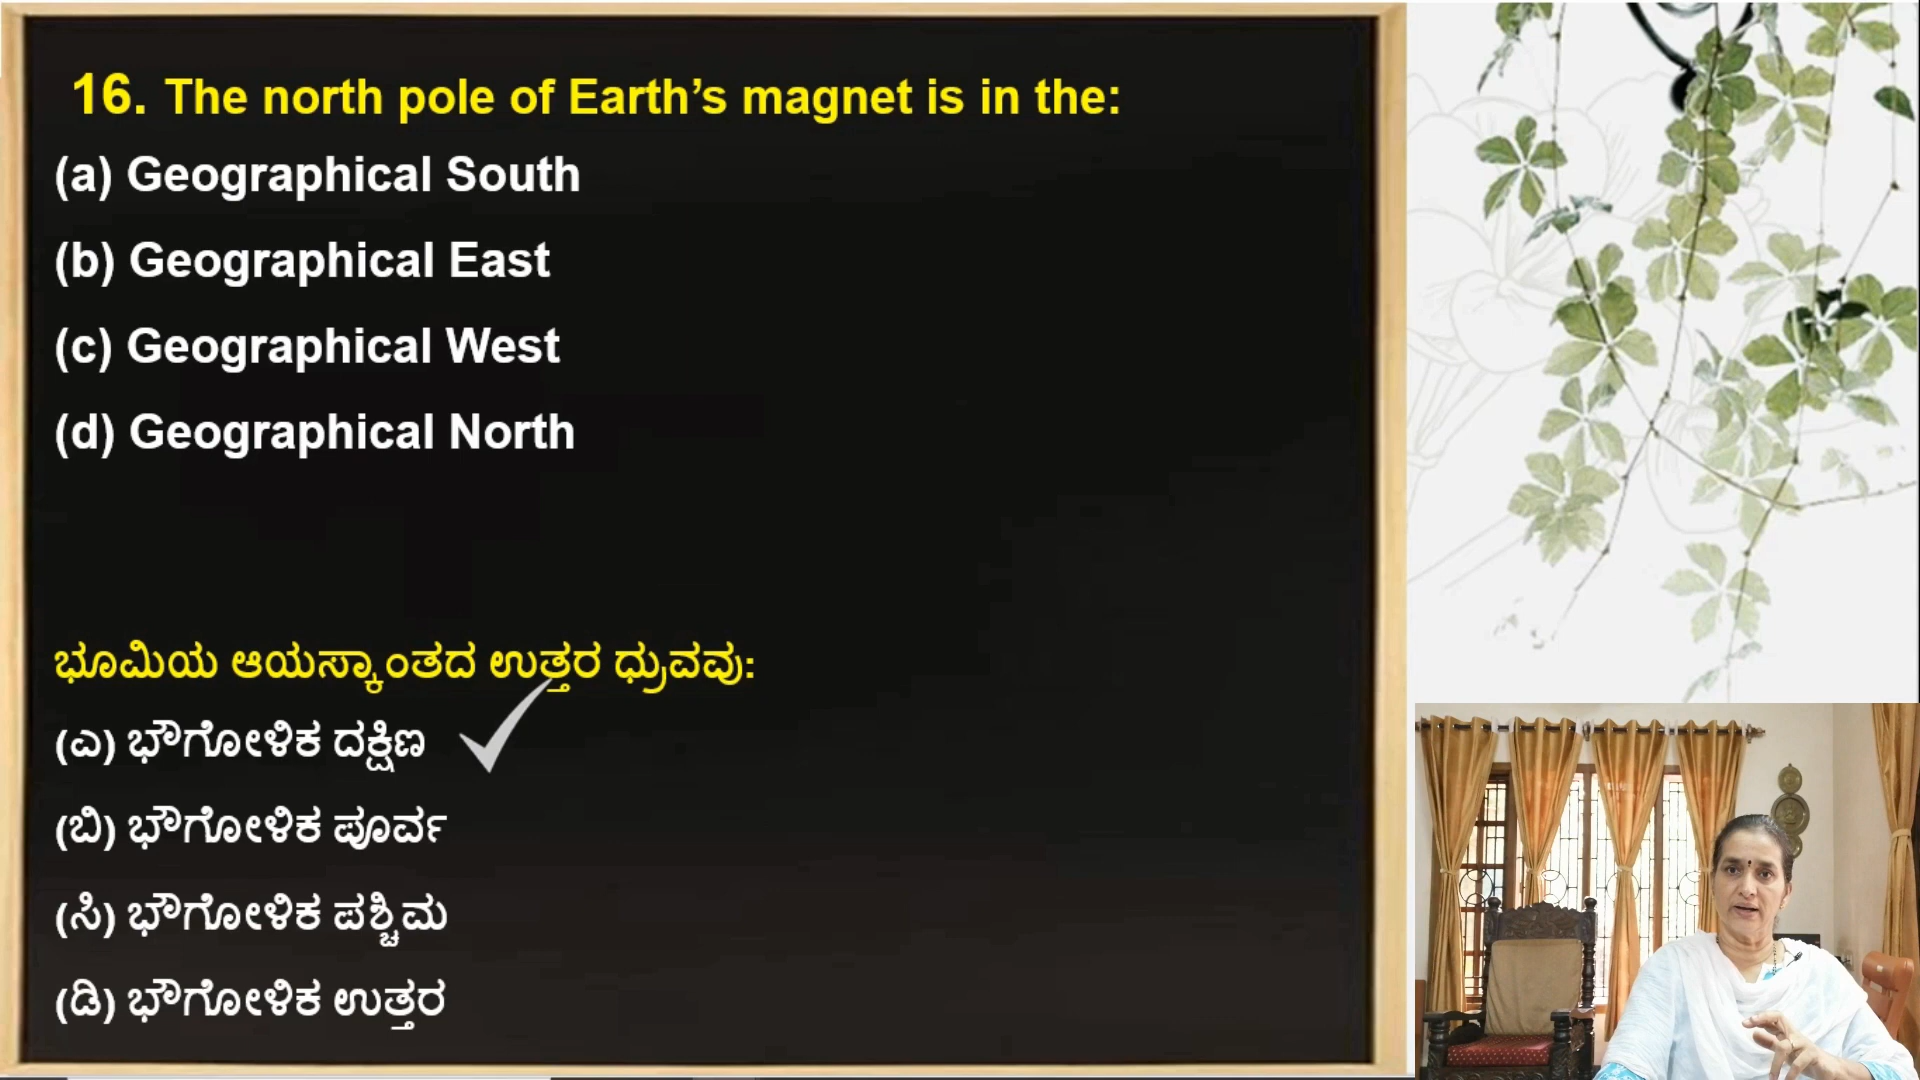 16. The north pole of Earth’s magnet is in the:
(a) Geographical South
(b) Geographical East
(c) Geographical West
(d) Geographical North
ಭೂಮಿಯ ಆಯಸ್ಕಾಂತದ ಉತ್ತರ ಧ್ರುವವು:
(ಎ) ಭೌಗೋಳಿಕ ದಕ್ಷಿಣ
(ಬಿ) ಭೌಗೋಳಿಕ ಪೂರ್ವ
(ಸಿ) ಭೌಗೋಳಿಕ ಪಶ್ಚಿಮ
(ಡಿ) ಭೌಗೋಳಿಕ ಉತ್ತರ